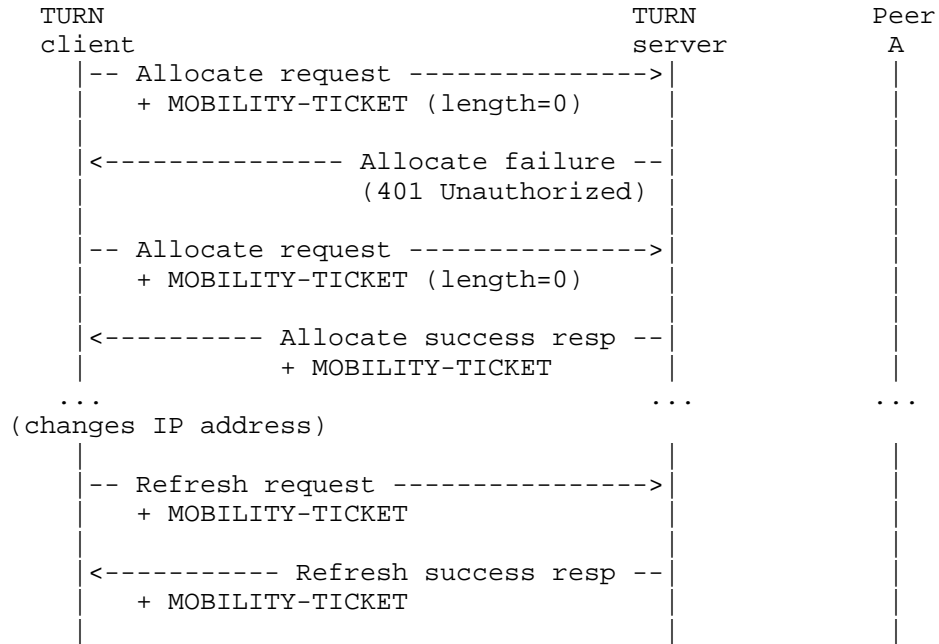 TURN TURN Peer
client server A
|-- Allocate request --------------->| |
| + MOBILITY-TICKET (length=0) | |
| | |
|<--------------- Allocate failure --| |
| (401 Unauthorized) | |
| | |
|-- Allocate request --------------->| |
| + MOBILITY-TICKET (length=0) | |
| | |
|<---------- Allocate success resp --| |
| + MOBILITY-TICKET | |
... ... ...
(changes IP address)
| | |
|-- Refresh request ---------------->| |
| + MOBILITY-TICKET | |
| | |
|<----------- Refresh success resp --| |
| + MOBILITY-TICKET | |
| | |